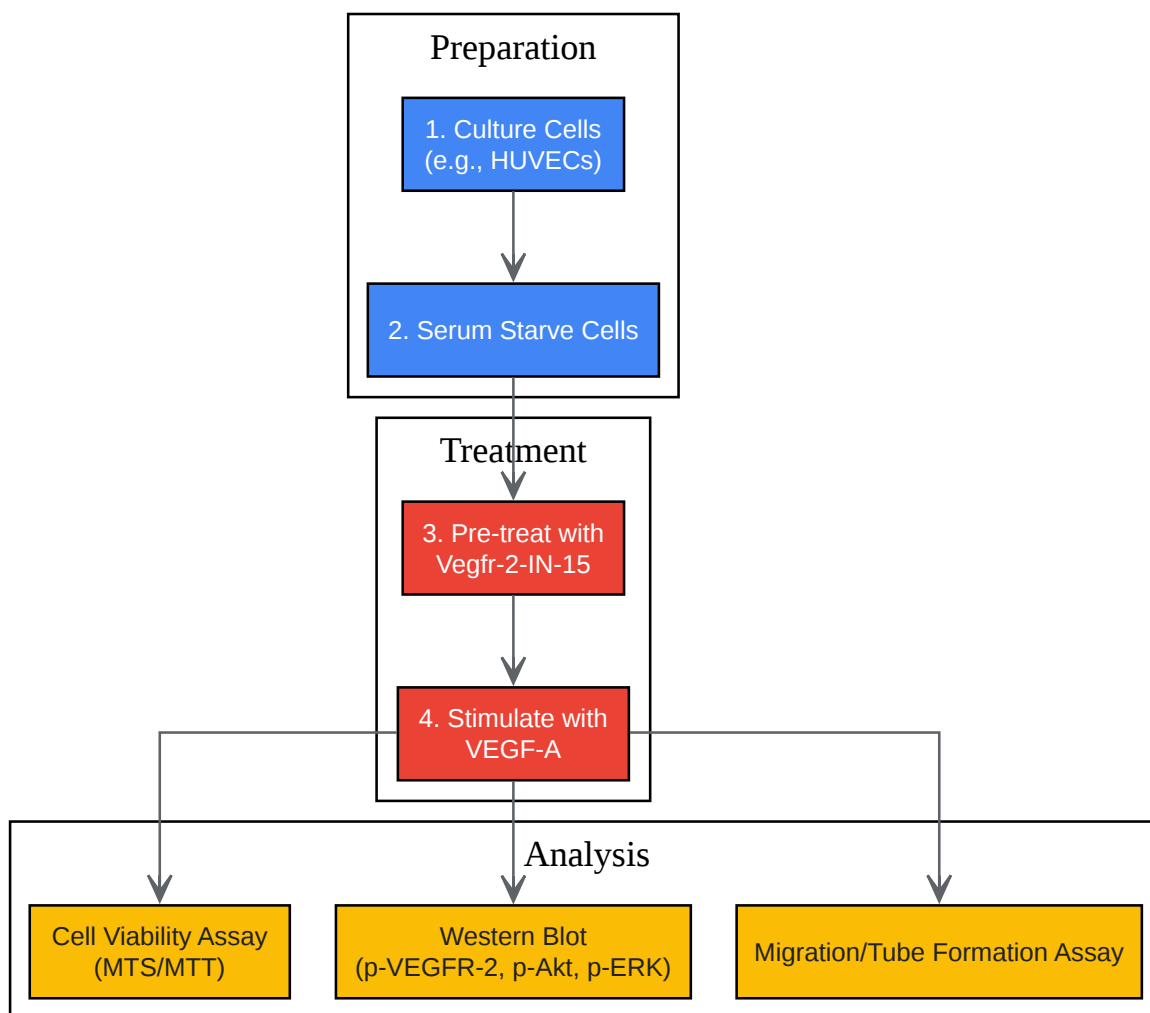 Preparation
1. Culture Cells
(e.g., HUVECs)
2. Serum Starve Cells
Treatment
3. Pre-treat with
Vegfr-2-IN-15
4. Stimulate with
VEGF-A
Analysis
Cell Viability Assay
(MTS/MTT)
Western Blot
(p-VEGFR-2, p-Akt, p-ERK)
Migration/Tube Formation Assay